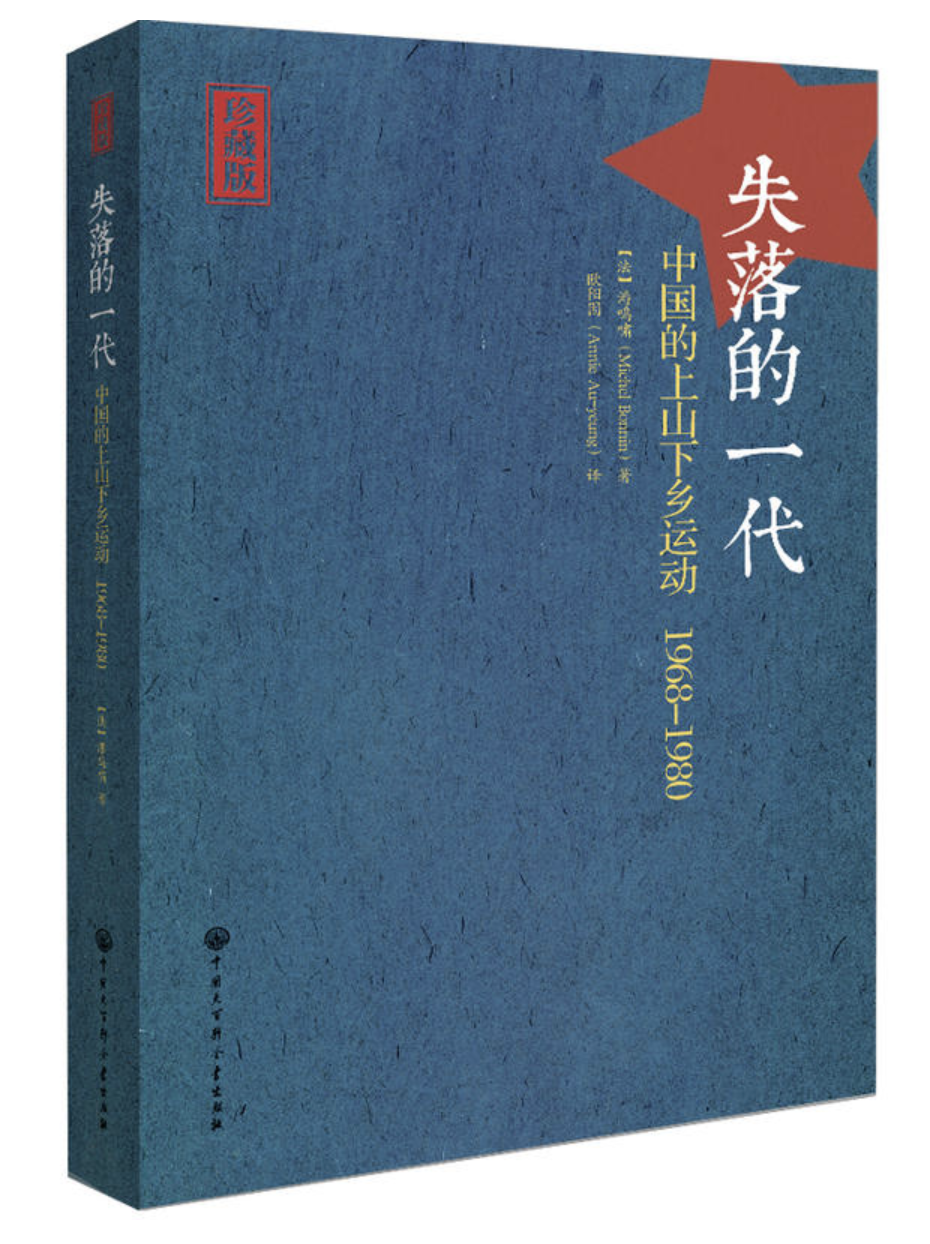 失落的一代
中国的上山下乡运动 1968–1980
【法】潘鸣啸（Michel Bonnin）著
欧阳因（Annie Au-yeung）译
珍藏版
中国大百科全书出版社
珍藏版
失落的一代
中国的上山下乡运动 1968–1980
【法】潘鸣啸 著
中国大百科全书出版社